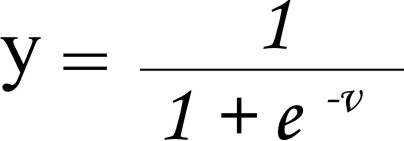 y = 1 / 1 + e^-v